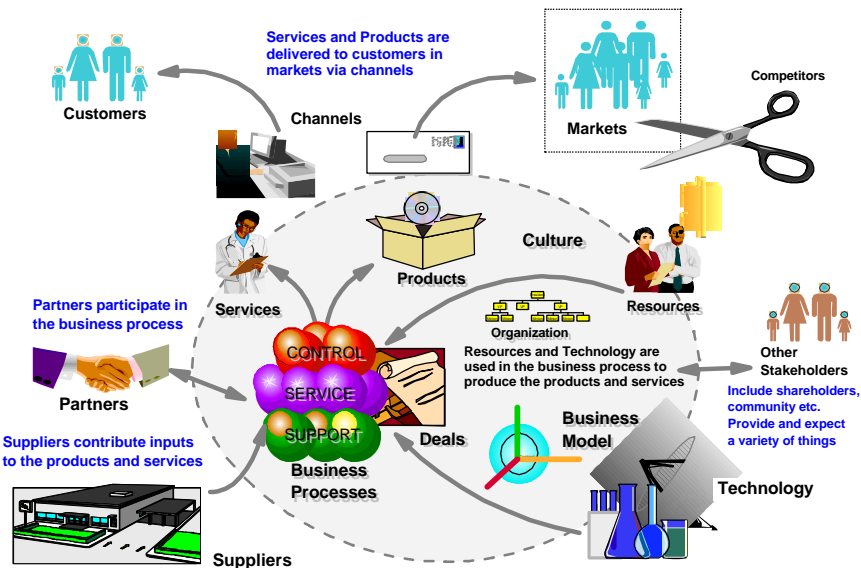 Services and Products are
delivered to customers in
markets via channels
Competitors
Customers
Channels
Markets
Culture
Products
Services
Resources
Partners participate in
the business process
Organization
Resources and Technology are
used in the business process to
produce the products and services
Other
Stakeholders
Include shareholders,
community etc.
Provide and expect
a variety of things
CONTROL
SERVICE
SUPPORT
Partners
Deals
Business
Model
Suppliers contribute inputs
to the products and services
Business
Processes
Technology
Suppliers